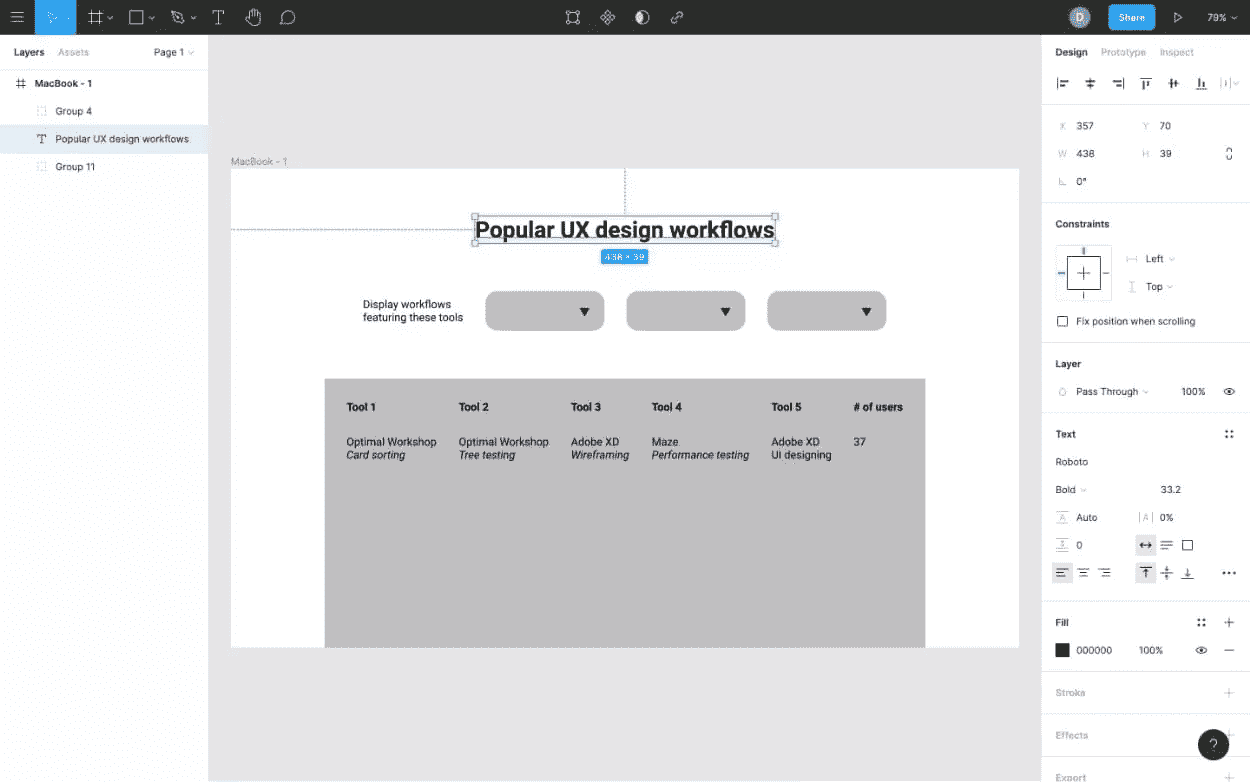 D
Share
79%
Layers
Assets
Page 1
MacBook - 1
Group 4
T Popular UX design workflows
Group 11
MacBook - 1
Popular UX design workflows
438 × 39
Display workflows
featuring these tools
Tool 1 Tool 2 Tool 3 Tool 4 Tool 5 # of users
Optimal Workshop Optimal Workshop Adobe XD Maze Adobe XD 37
Card sorting Tree testing Wireframing Performance testing UI designing
Design Prototype Inspect
X 357 Y 70
W 438 H 39
0°
Constraints
Left
Top
Fix position when scrolling
Layer
Pass Through 100%
Text
Roboto
Bold 33.2
A Auto |A| 0%
0
Fill
000000 100%
Stroke
Effects
Export
?